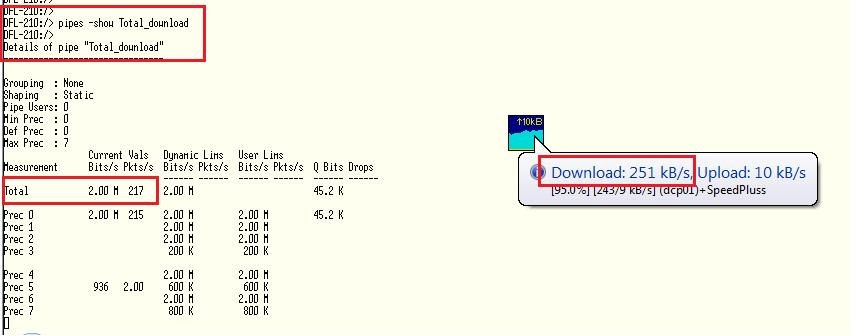 DFL-210:/>
DFL-210:/> pipes -show Total_download
DFL-210:/>
Details of pipe "Total_download"
--------------------------------
Grouping : None
Shaping : Static
Pipe Users: 0
Min Prec : 0
Def Prec : 0
Max Prec : 7
Current Vals Dynamic Lims User Lims
Measurement Bits/s Pkts/s Bits/s Pkts/s Bits/s Pkts/s Q Bits Drops
Total 2.00 M 217 2.00 M 45.2 K
Prec 0 2.00 M 215 2.00 M 2.00 M 45.2 K
Prec 1 2.00 M 2.00 M
Prec 2 2.00 M 2.00 M
Prec 3 200 K 200 K
Prec 4 2.00 M 2.00 M
Prec 5 936 2.00 600 K 600 K
Prec 6 2.00 M 2.00 M
Prec 7 800 K 800 K
↑10kB
Download: 251 kB/s, Upload: 10 kB/s
[95.0%] [243/9 kB/s] (dcp01)+SpeedPluss